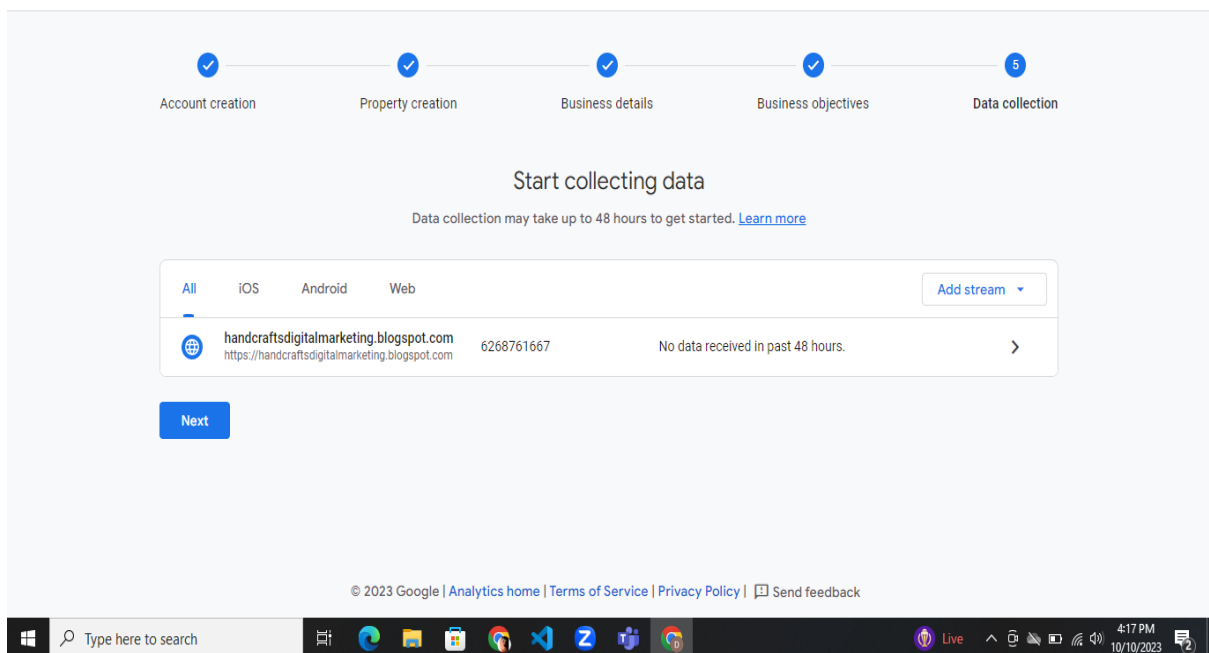 5
Account creation Property creation Business details Business objectives Data collection
Start collecting data
Data collection may take up to 48 hours to get started. Learn more
All iOS Android Web Add stream
handcraftsdigitalmarketing.blogspot.com
https://handcraftsdigitalmarketing.blogspot.com
6268761667 No data received in past 48 hours.
Next
© 2023 Google | Analytics home | Terms of Service | Privacy Policy | Send feedback
Type here to search Z Live 4:17 PM
10/10/2023 2